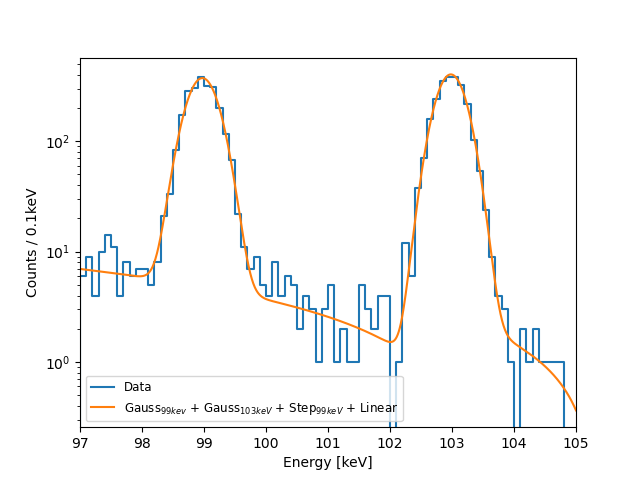 10²
10¹
10⁰
Counts / 0.1keV
Data
Gauss₉₉ₖₑᵥ + Gauss₁₀₃ₖₑV + Step₉₉ₖₑV + Linear
97 98 99 100 101 102 103 104 105
Energy [keV]